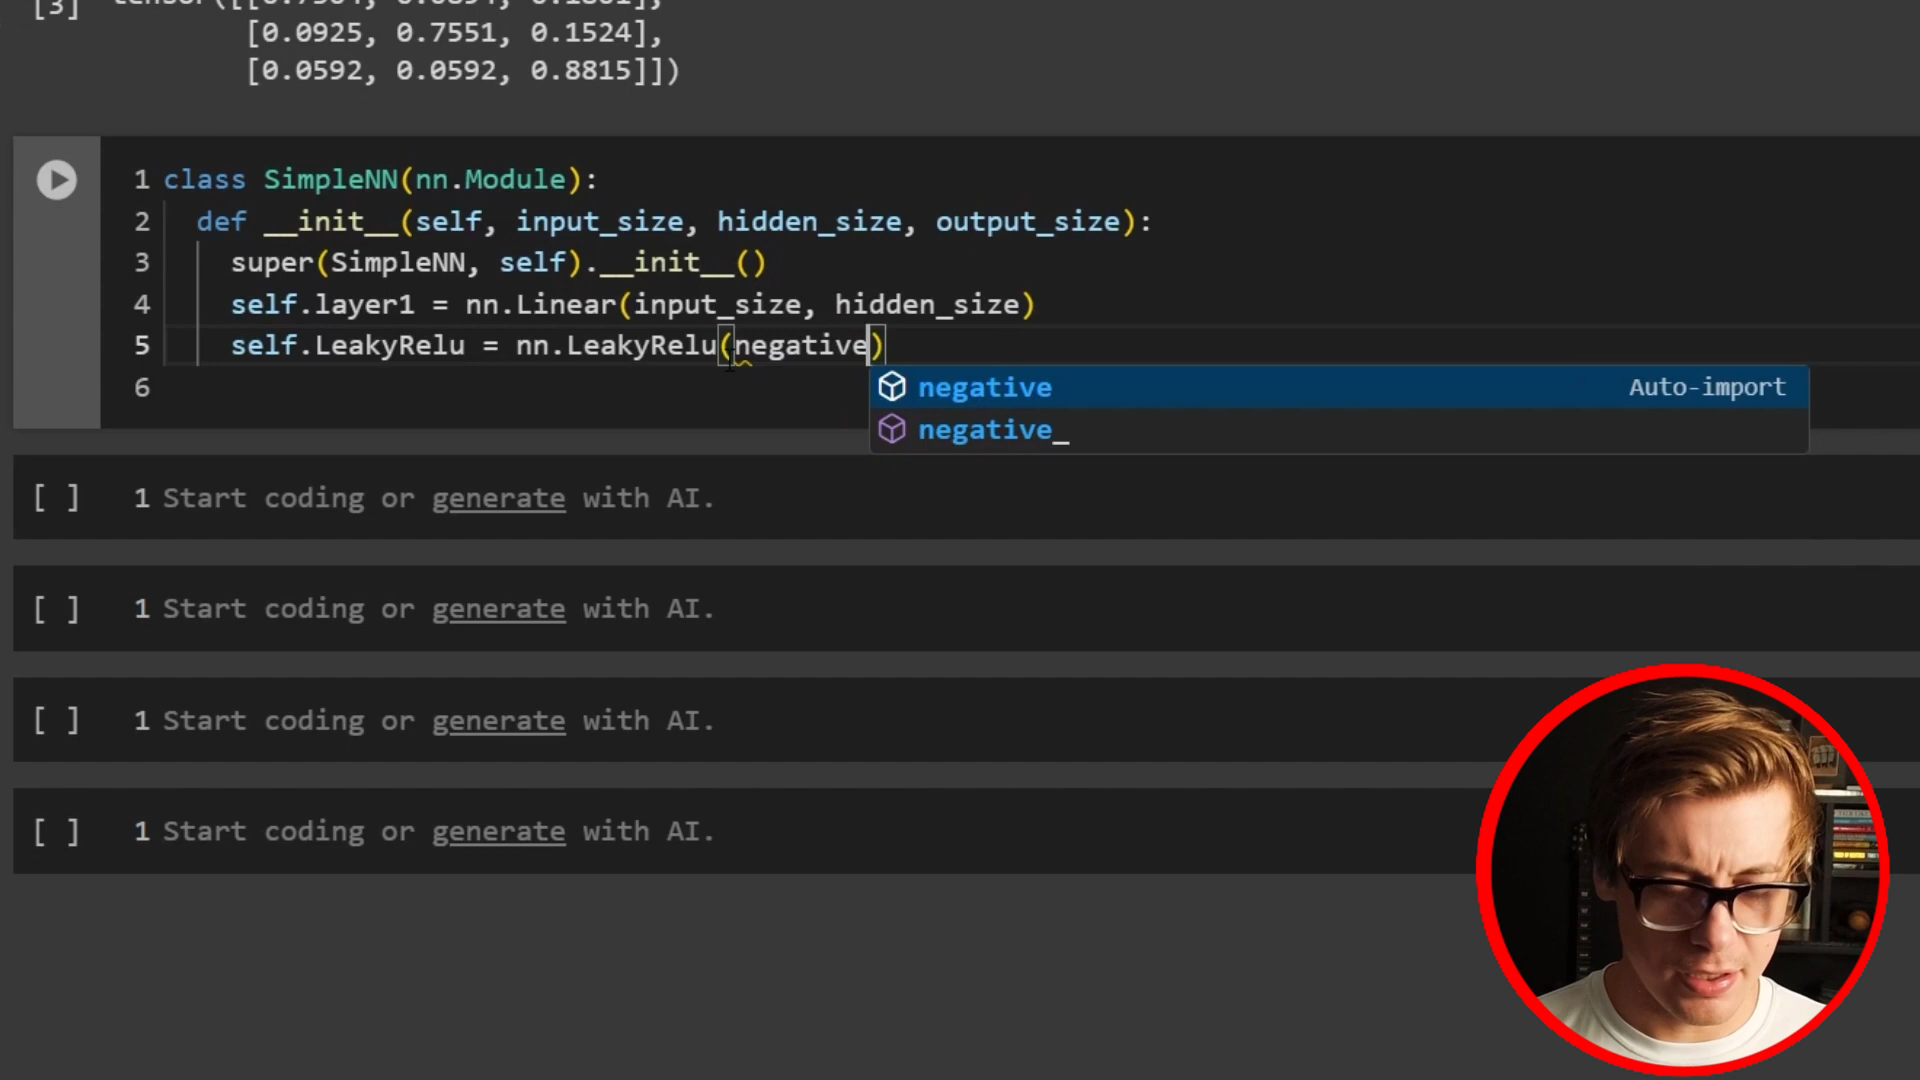 [3]
[0.0925, 0.7551, 0.1524],
[0.0592, 0.0592, 0.8815]])
1 class SimpleNN(nn.Module):
2 def __init__(self, input_size, hidden_size, output_size):
3 super(SimpleNN, self).__init__()
4 self.layer1 = nn.Linear(input_size, hidden_size)
5 self.LeakyRelu = nn.LeakyRelu(negative)
6
negative Auto-import
negative_
[ ] 1 Start coding or generate with AI.
[ ] 1 Start coding or generate with AI.
[ ] 1 Start coding or generate with AI.
[ ] 1 Start coding or generate with AI.